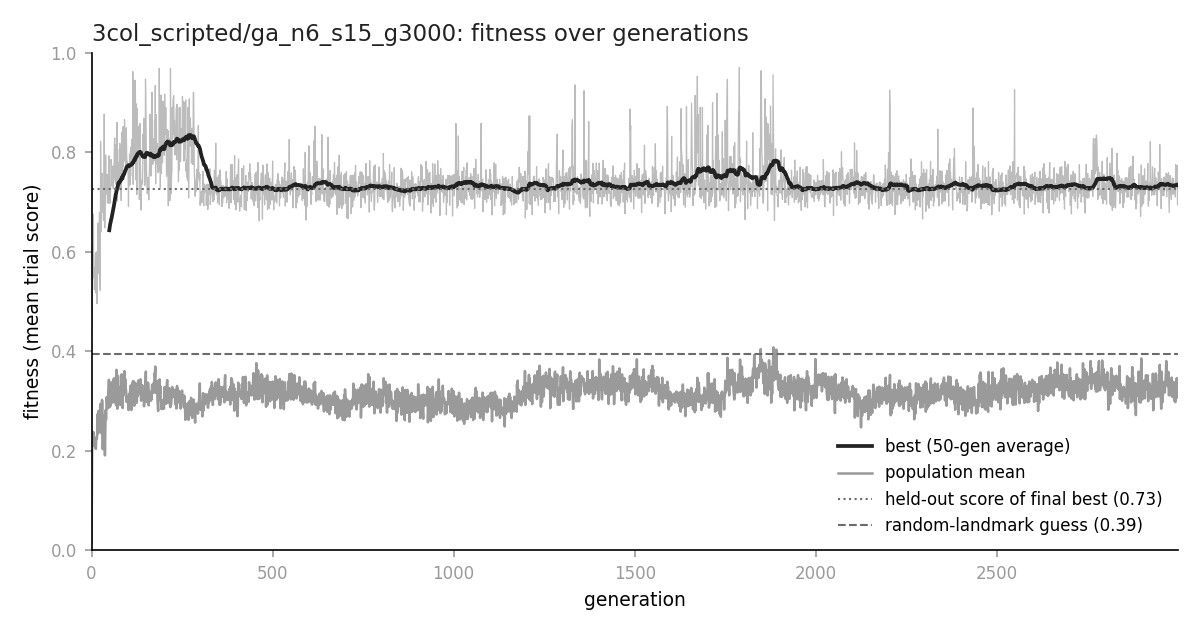 3col_scripted/ga_n6_s15_g3000: fitness over generations
1.0
0.8
0.6
0.4
0.2
0.0
fitness (mean trial score)
best (50-gen average)
population mean
held-out score of final best (0.73)
random-landmark guess (0.39)
0 500 1000 1500 2000 2500
generation